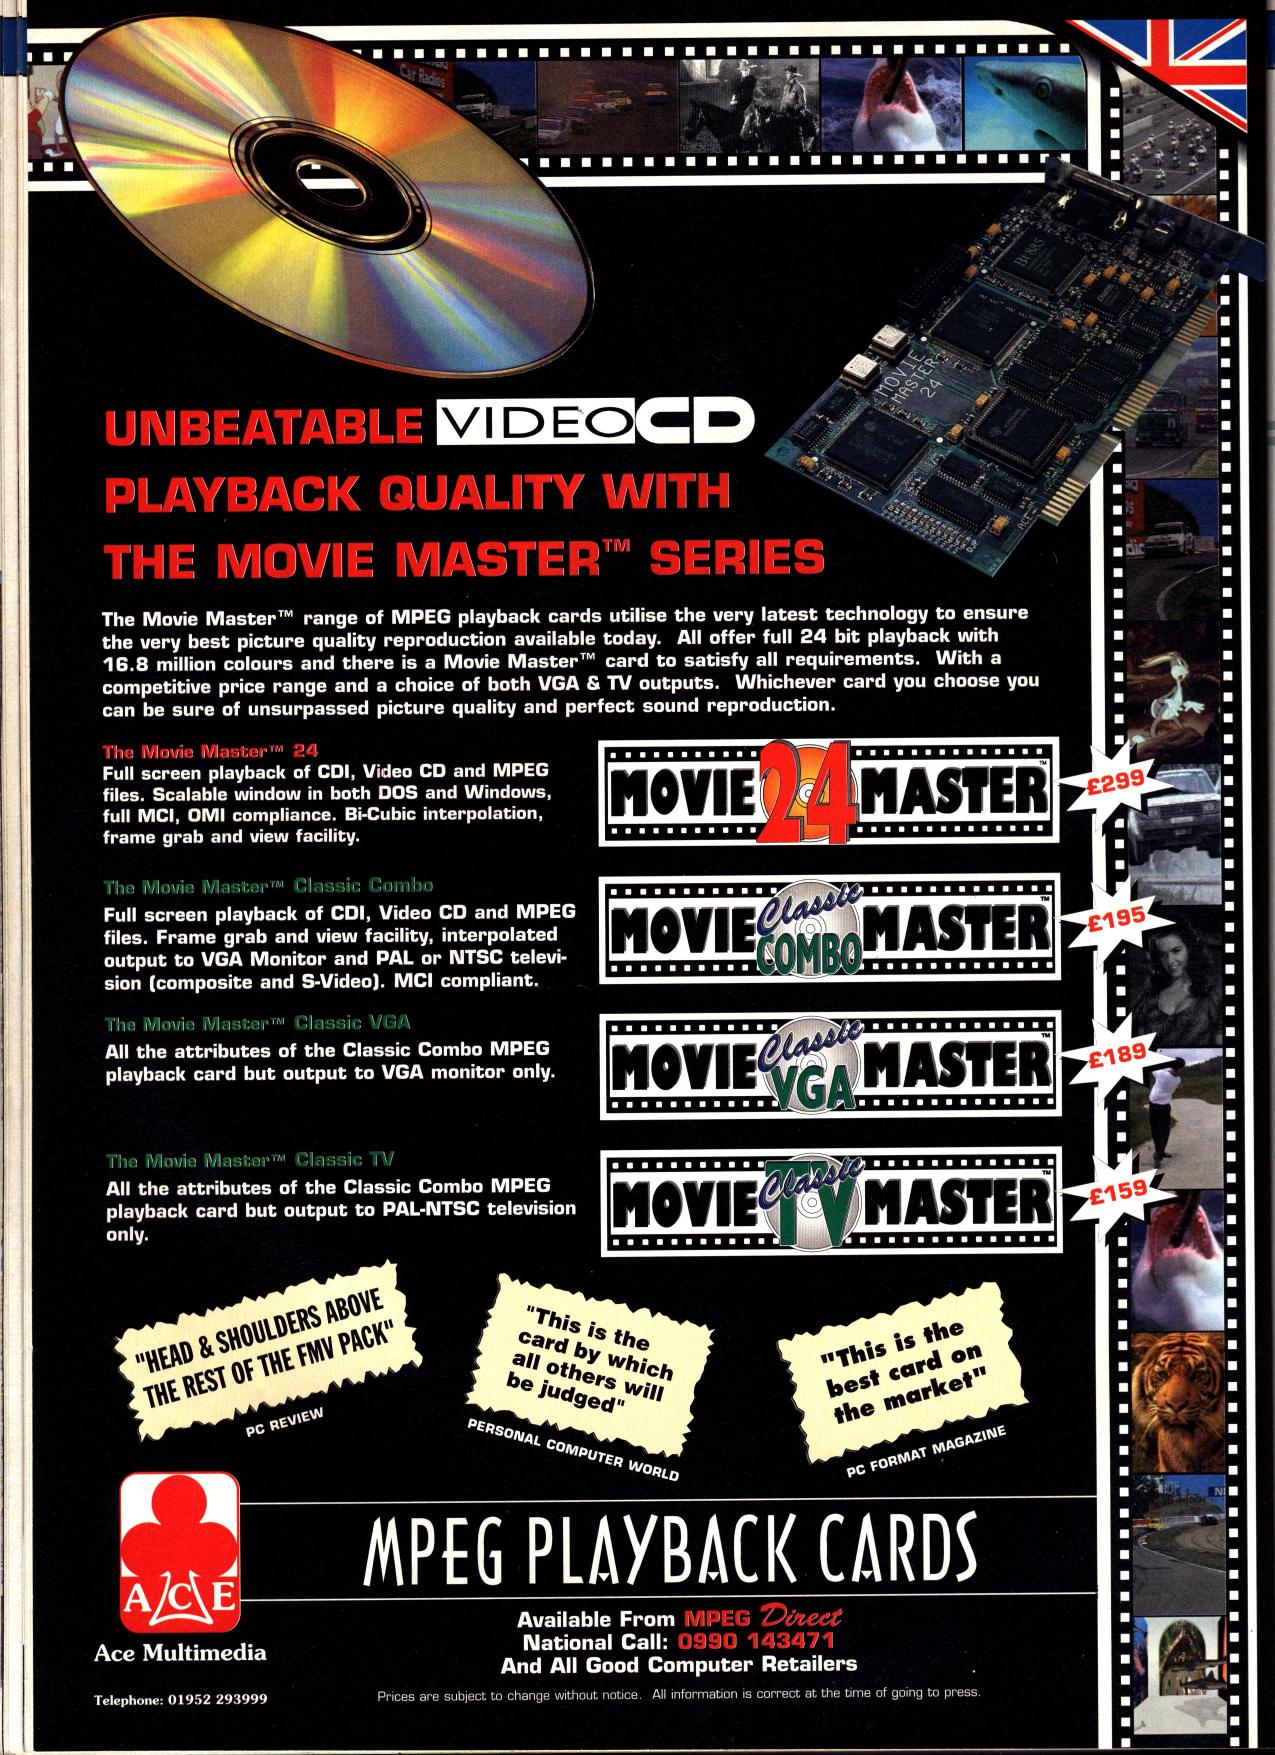 Car Radios
Bt885
MOVIE
MASTER
24
UNBEATABLE VIDEO CD
PLAYBACK QUALITY WITH
THE MOVIE MASTER™ SERIES
The Movie Master™ range of MPEG playback cards utilise the very latest technology to ensure
the very best picture quality reproduction available today. All offer full 24 bit playback with
16.8 million colours and there is a Movie Master™ card to satisfy all requirements. With a
competitive price range and a choice of both VGA & TV outputs. Whichever card you choose you
can be sure of unsurpassed picture quality and perfect sound reproduction.
The Movie Master™ 24
Full screen playback of CDI, Video CD and MPEG
files. Scalable window in both DOS and Windows,
full MCI, OMI compliance. Bi-Cubic interpolation,
frame grab and view facility.
MOVIE 24 MASTER™
£299
The Movie Master™ Classic Combo
Full screen playback of CDI, Video CD and MPEG
files. Frame grab and view facility, interpolated
output to VGA Monitor and PAL or NTSC televi-
sion (composite and S-Video). MCI compliant.
MOVIE Classic COMBO MASTER™
£195
The Movie Master™ Classic VGA
All the attributes of the Classic Combo MPEG
playback card but output to VGA monitor only.
MOVIE Classic VGA MASTER™
£189
The Movie Master™ Classic TV
All the attributes of the Classic Combo MPEG
playback card but output to PAL-NTSC television
only.
MOVIE Classic TV MASTER™
£159
"HEAD & SHOULDERS ABOVE
THE REST OF THE FMV PACK"
PC REVIEW
"This is the
card by which
all others will
be judged"
PERSONAL COMPUTER WORLD
"This is the
best card on
the market"
PC FORMAT MAGAZINE
ACE
Ace Multimedia
Telephone: 01952 293999
MPEG PLAYBACK CARDS
Available From MPEG Direct
National Call: 0990 143471
And All Good Computer Retailers
Prices are subject to change without notice. All information is correct at the time of going to press.